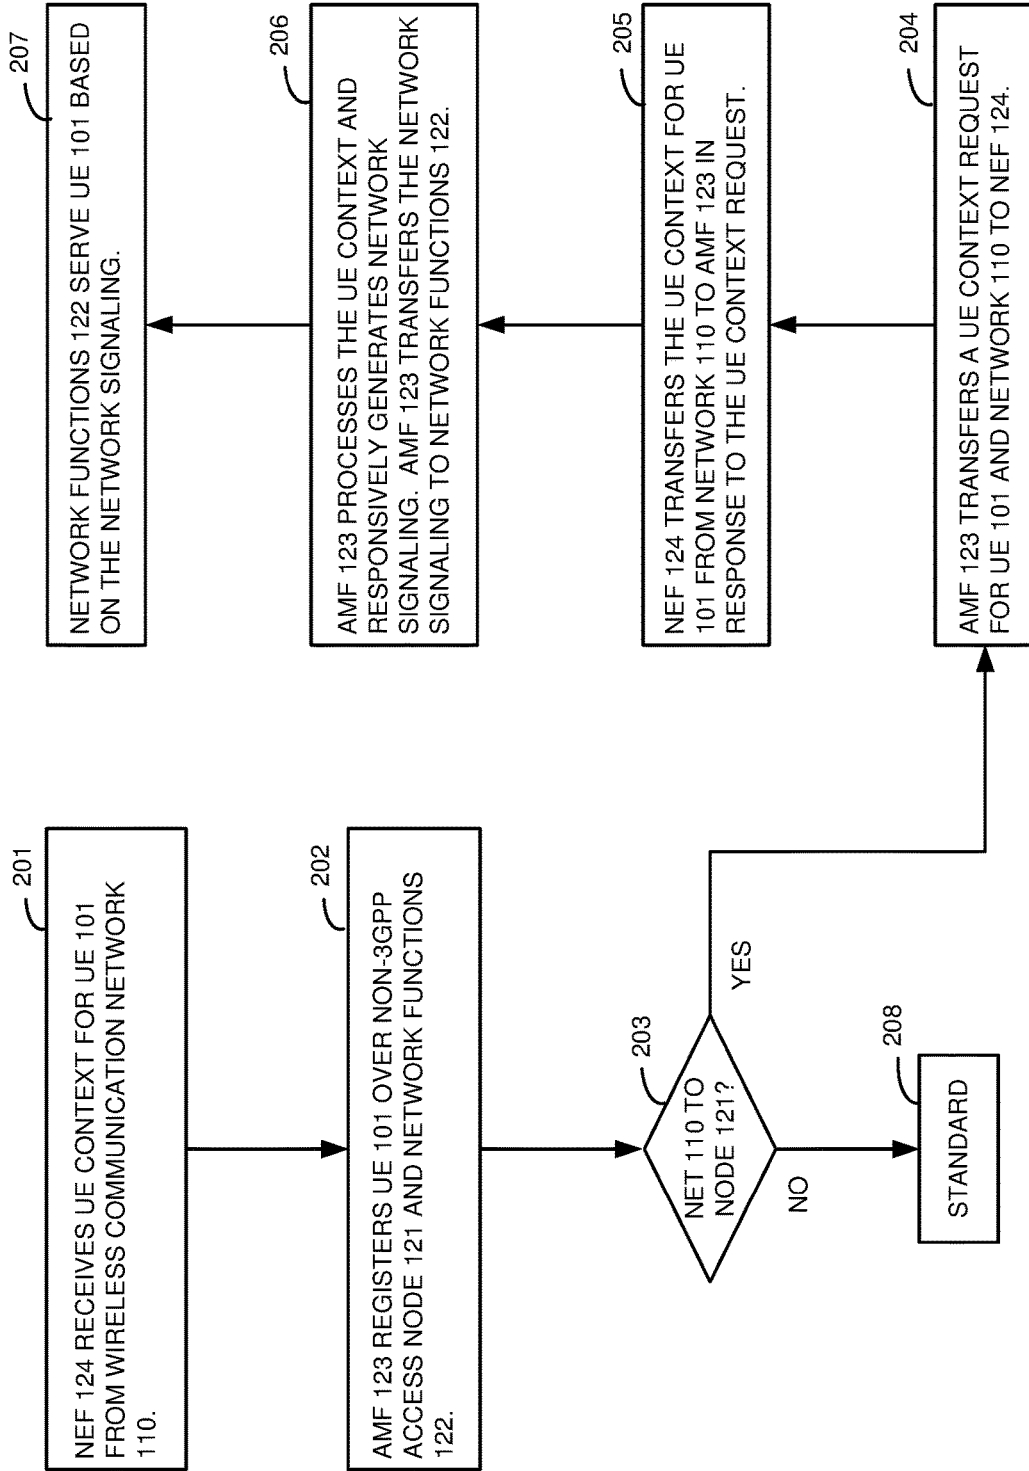 201
NEF 124 RECEIVES UE CONTEXT FOR UE 101
FROM WIRELESS COMMUNICATION NETWORK
110.
202
AMF 123 REGISTERS UE 101 OVER NON-3GPP
ACCESS NODE 121 AND NETWORK FUNCTIONS
122.
203
NET 110 TO
NODE 121?
YES
NO
208
STANDARD
204
AMF 123 TRANSFERS A UE CONTEXT REQUEST
FOR UE 101 AND NETWORK 110 TO NEF 124.
205
NEF 124 TRANSFERS THE UE CONTEXT FOR UE
101 FROM NETWORK 110 TO AMF 123 IN
RESPONSE TO THE UE CONTEXT REQUEST.
206
AMF 123 PROCESSES THE UE CONTEXT AND
RESPONSIVELY GENERATES NETWORK
SIGNALING. AMF 123 TRANSFERS THE NETWORK
SIGNALING TO NETWORK FUNCTIONS 122.
207
NETWORK FUNCTIONS 122 SERVE UE 101 BASED
ON THE NETWORK SIGNALING.